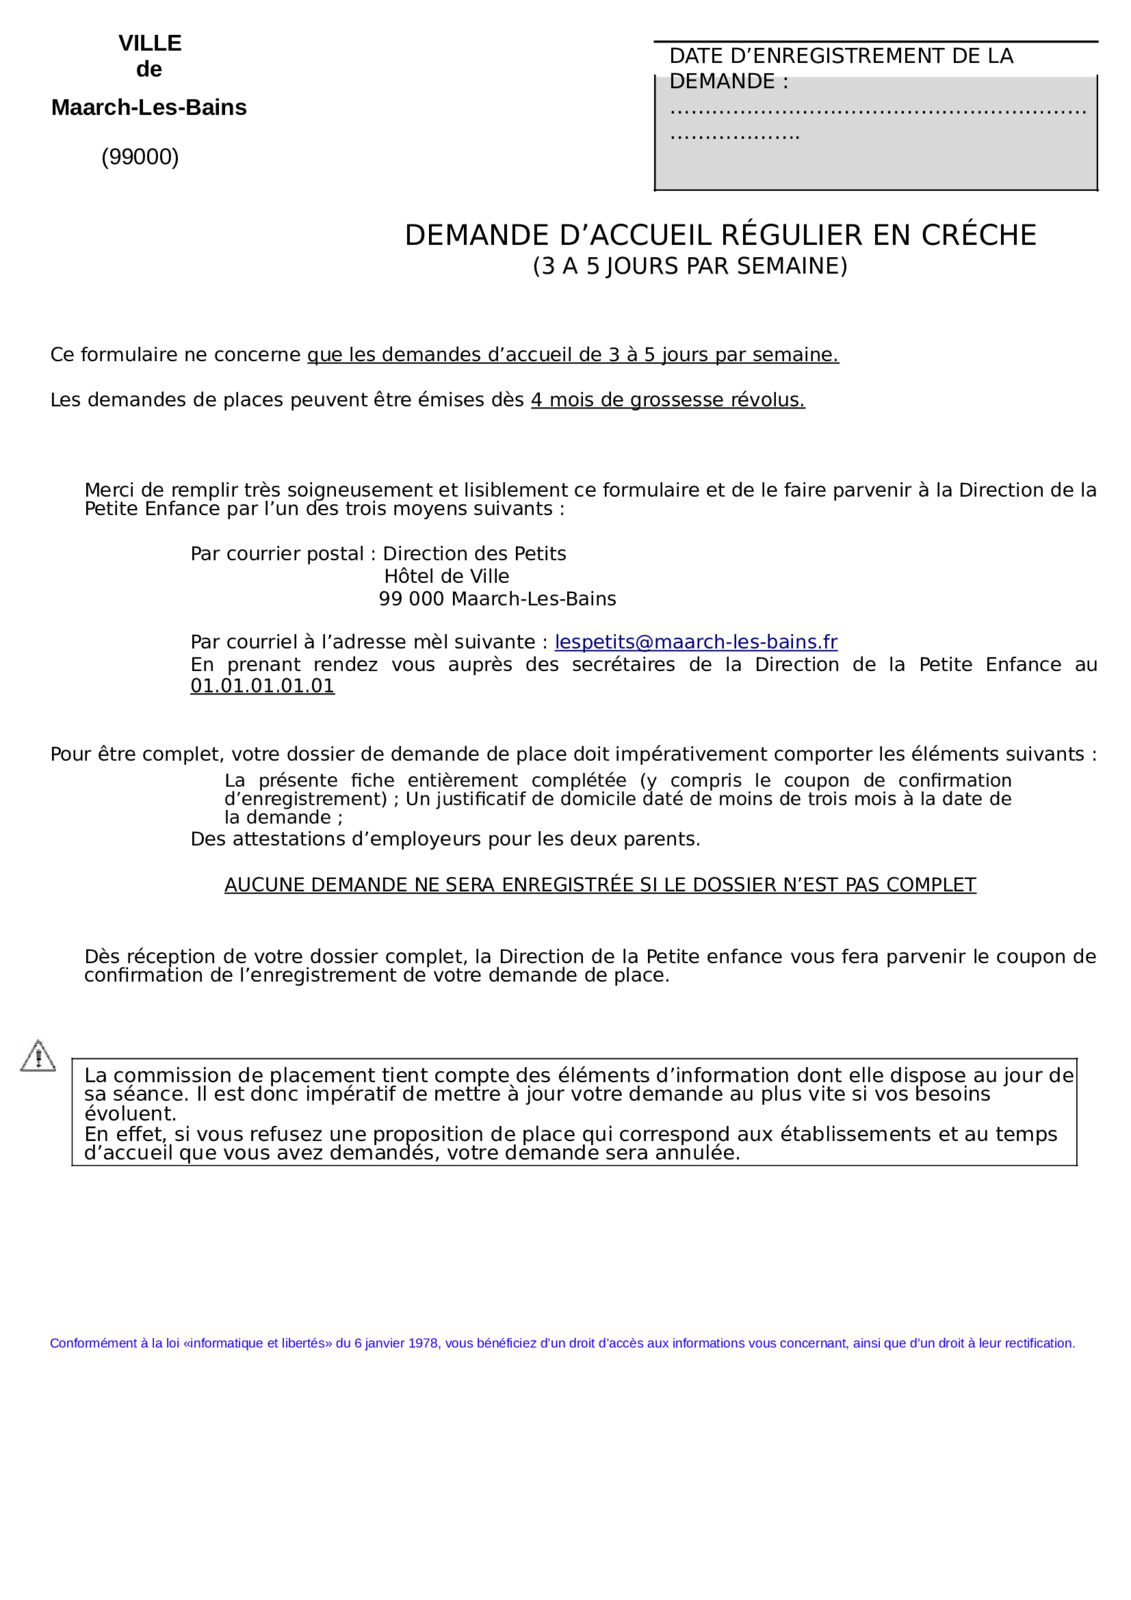 VILLE
de
Maarch-Les-Bains
(99000)
DATE D’ENREGISTREMENT DE LA
DEMANDE :
……………………………………………………
……………….
DEMANDE D’ACCUEIL RÉGULIER EN CRÉCHE
(3 A 5 JOURS PAR SEMAINE)
Ce formulaire ne concerne que les demandes d’accueil de 3 à 5 jours par semaine.
Les demandes de places peuvent être émises dès 4 mois de grossesse révolus.
Merci de remplir très soigneusement et lisiblement ce formulaire et de le faire parvenir à la Direction de la
Petite Enfance par l’un des trois moyens suivants :
Par courrier postal : Direction des Petits
Hôtel de Ville
99 000 Maarch-Les-Bains
Par courriel à l’adresse mèl suivante : lespetits@maarch-les-bains.fr
En prenant rendez vous auprès des secrétaires de la Direction de la Petite Enfance au
01.01.01.01.01
Pour être complet, votre dossier de demande de place doit impérativement comporter les éléments suivants :
La présente fiche entièrement complétée (y compris le coupon de confirmation
d’enregistrement) ; Un justificatif de domicile daté de moins de trois mois à la date de
la demande ;
Des attestations d’employeurs pour les deux parents.
AUCUNE DEMANDE NE SERA ENREGISTRÉE SI LE DOSSIER N’EST PAS COMPLET
Dès réception de votre dossier complet, la Direction de la Petite enfance vous fera parvenir le coupon de
confirmation de l’enregistrement de votre demande de place.
La commission de placement tient compte des éléments d’information dont elle dispose au jour de
sa séance. Il est donc impératif de mettre à jour votre demande au plus vite si vos besoins
évoluent.
En effet, si vous refusez une proposition de place qui correspond aux établissements et au temps
d’accueil que vous avez demandés, votre demande sera annulée.
Conformément à la loi «informatique et libertés» du 6 janvier 1978, vous bénéficiez d’un droit d’accès aux informations vous concernant, ainsi que d’un droit à leur rectification.